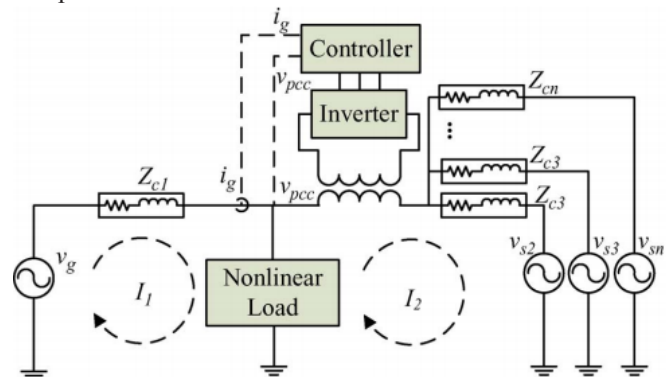 i_g
Controller
v_pcc
Inverter
Z_cn
...
Z_c1
i_g
v_pcc
Z_c3
Z_c3
v_g
I_1
Nonlinear
Load
I_2
v_s2
v_s3
v_sn